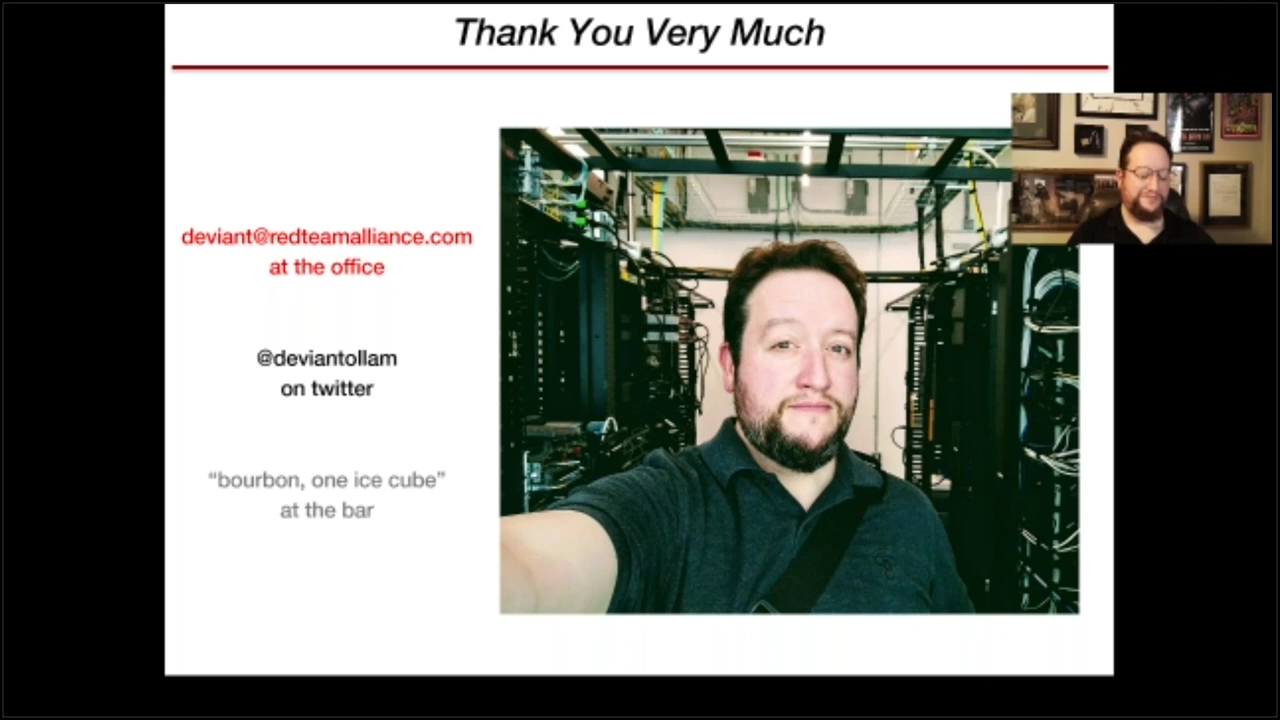 Thank You Very Much
deviant@redteamalliance.com
at the office
@deviantollam
on twitter
“bourbon, one ice cube”
at the bar